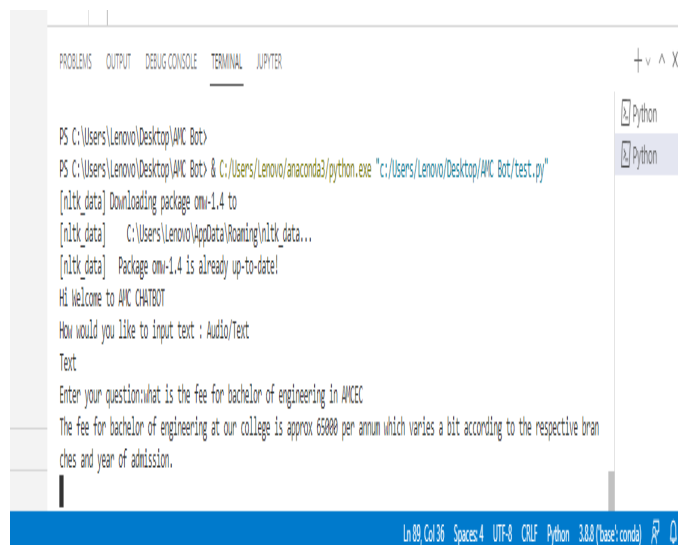 PROBLEMS OUTPUT DEBUG CONSOLE TERMINAL JUPYTER
Python
Python
PS C:\Users\Lenovo\Desktop\AMC Bot>
PS C:\Users\Lenovo\Desktop\AMC Bot> & C:/Users/Lenovo/anaconda3/python.exe "c:/Users/Lenovo/Desktop/AMC Bot/test.py"
[nltk_data] Downloading package omw-1.4 to
[nltk_data]     C:\Users\Lenovo\AppData\Roaming\nltk_data...
[nltk_data]   Package omw-1.4 is already up-to-date!
Hi Welcome to AMC CHATBOT
How would you like to input text : Audio/Text
Text
Enter your question:what is the fee for bachelor of engineering in AMCEC
The fee for bachelor of engineering at our college is approx 65000 per annum which varies a bit according to the respective bran
ches and year of admission.
Ln 89, Col 36 Spaces: 4 UTF-8 CRLF Python 3.8.8 ('base': conda)